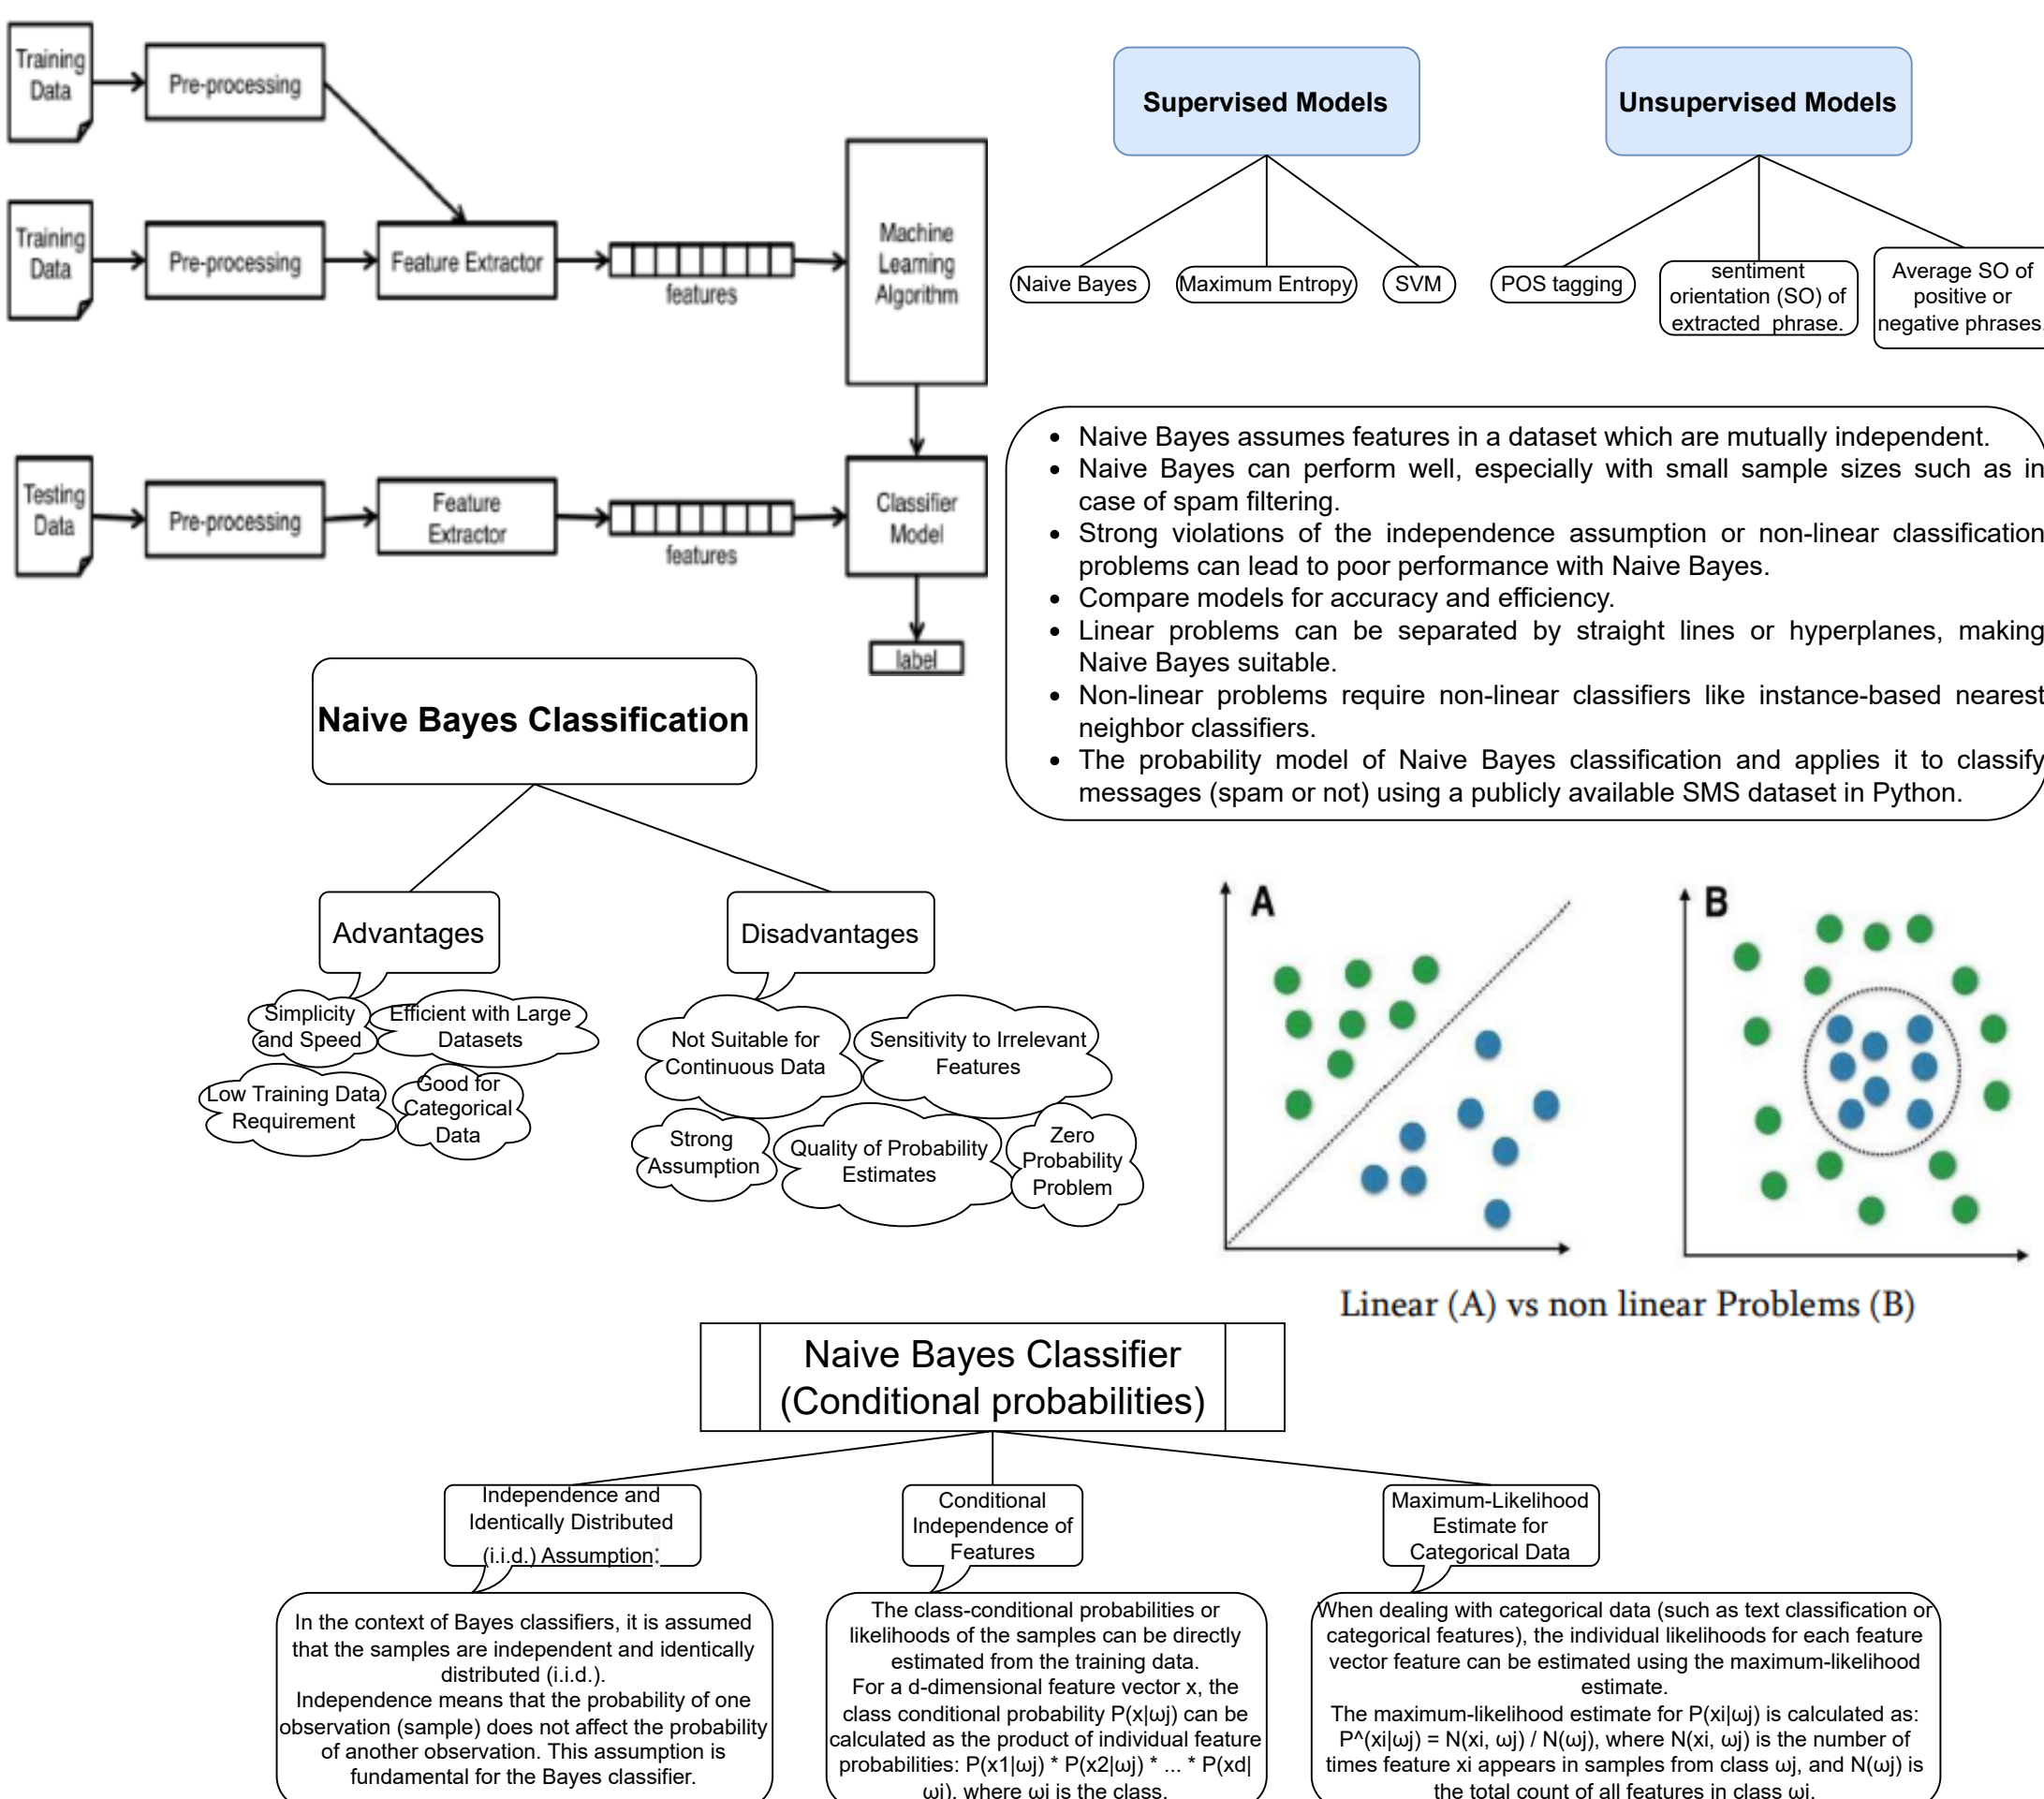 Training
Data
Pre-processing
Training
Data
Pre-processing
Feature Extractor
features
Machine
Learning
Algorithm
Testing
Data
Pre-processing
Feature
Extractor
features
Classifier
Model
label
Supervised Models
Naive Bayes
Maximum Entropy
SVM
Unsupervised Models
POS tagging
sentiment
orientation (SO) of
extracted phrase.
Average SO of
positive or
negative phrases.
• Naive Bayes assumes features in a dataset which are mutually independent.
• Naive Bayes can perform well, especially with small sample sizes such as in
case of spam filtering.
• Strong violations of the independence assumption or non-linear classification
problems can lead to poor performance with Naive Bayes.
• Compare models for accuracy and efficiency.
• Linear problems can be separated by straight lines or hyperplanes, making
Naive Bayes suitable.
• Non-linear problems require non-linear classifiers like instance-based nearest
neighbor classifiers.
• The probability model of Naive Bayes classification and applies it to classify
messages (spam or not) using a publicly available SMS dataset in Python.
Naive Bayes Classification
Advantages
Simplicity
and Speed
Efficient with Large
Datasets
Low Training Data
Requirement
Good for
Categorical
Data
Disadvantages
Not Suitable for
Continuous Data
Sensitivity to Irrelevant
Features
Strong
Assumption
Quality of Probability
Estimates
Zero
Probability
Problem
A
B
Linear (A) vs non linear Problems (B)
Naive Bayes Classifier
(Conditional probabilities)
Independence and
Identically Distributed
(i.i.d.) Assumption:
In the context of Bayes classifiers, it is assumed
that the samples are independent and identically
distributed (i.i.d.).
Independence means that the probability of one
observation (sample) does not affect the probability
of another observation. This assumption is
fundamental for the Bayes classifier.
Conditional
Independence of
Features
The class-conditional probabilities or
likelihoods of the samples can be directly
estimated from the training data.
For a d-dimensional feature vector x, the
class conditional probability P(x|ωj) can be
calculated as the product of individual feature
probabilities: P(x1|ωj) * P(x2|ωj) * ... * P(xd|
ωj), where ωj is the class.
Maximum-Likelihood
Estimate for
Categorical Data
When dealing with categorical data (such as text classification or
categorical features), the individual likelihoods for each feature
vector feature can be estimated using the maximum-likelihood
estimate.
The maximum-likelihood estimate for P(xi|ωj) is calculated as:
P^(xi|ωj) = N(xi, ωj) / N(ωj), where N(xi, ωj) is the number of
times feature xi appears in samples from class ωj, and N(ωj) is
the total count of all features in class ωj.